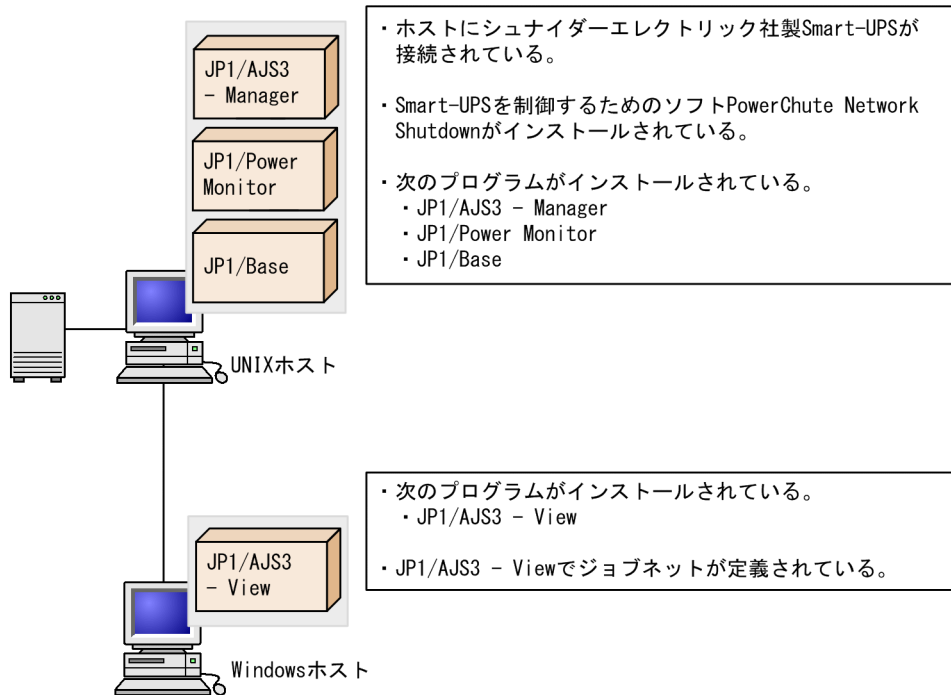 JP1/AJS3
- Manager
JP1/Power
Monitor
JP1/Base
UNIXホスト
・ホストにシュナイダーエレクトリック社製Smart-UPSが
接続されている。
・Smart-UPSを制御するためのソフトPowerChute Network
Shutdownがインストールされている。
・次のプログラムがインストールされている。
・JP1/AJS3 - Manager
・JP1/Power Monitor
・JP1/Base
JP1/AJS3
- View
Windowsホスト
・次のプログラムがインストールされている。
・JP1/AJS3 - View
・JP1/AJS3 - Viewでジョブネットが定義されている。